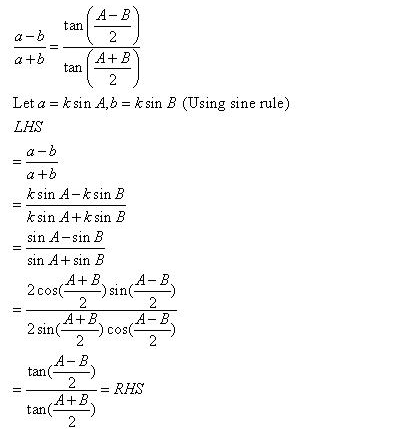 \frac{a-b}{a+b} = \frac{\tan\left(\frac{A-B}{2}\right)}{\tan\left(\frac{A+B}{2}\right)}
Let a = k sin A, b = k sin B (Using sine rule)
LHS
= \frac{a-b}{a+b}
= \frac{k \sin A - k \sin B}{k \sin A + k \sin B}
= \frac{\sin A - \sin B}{\sin A + \sin B}
= \frac{2\cos(\frac{A+B}{2})\sin(\frac{A-B}{2})}{2\sin(\frac{A+B}{2})\cos(\frac{A-B}{2})}
= \frac{\tan(\frac{A-B}{2})}{\tan(\frac{A+B}{2})} = RHS